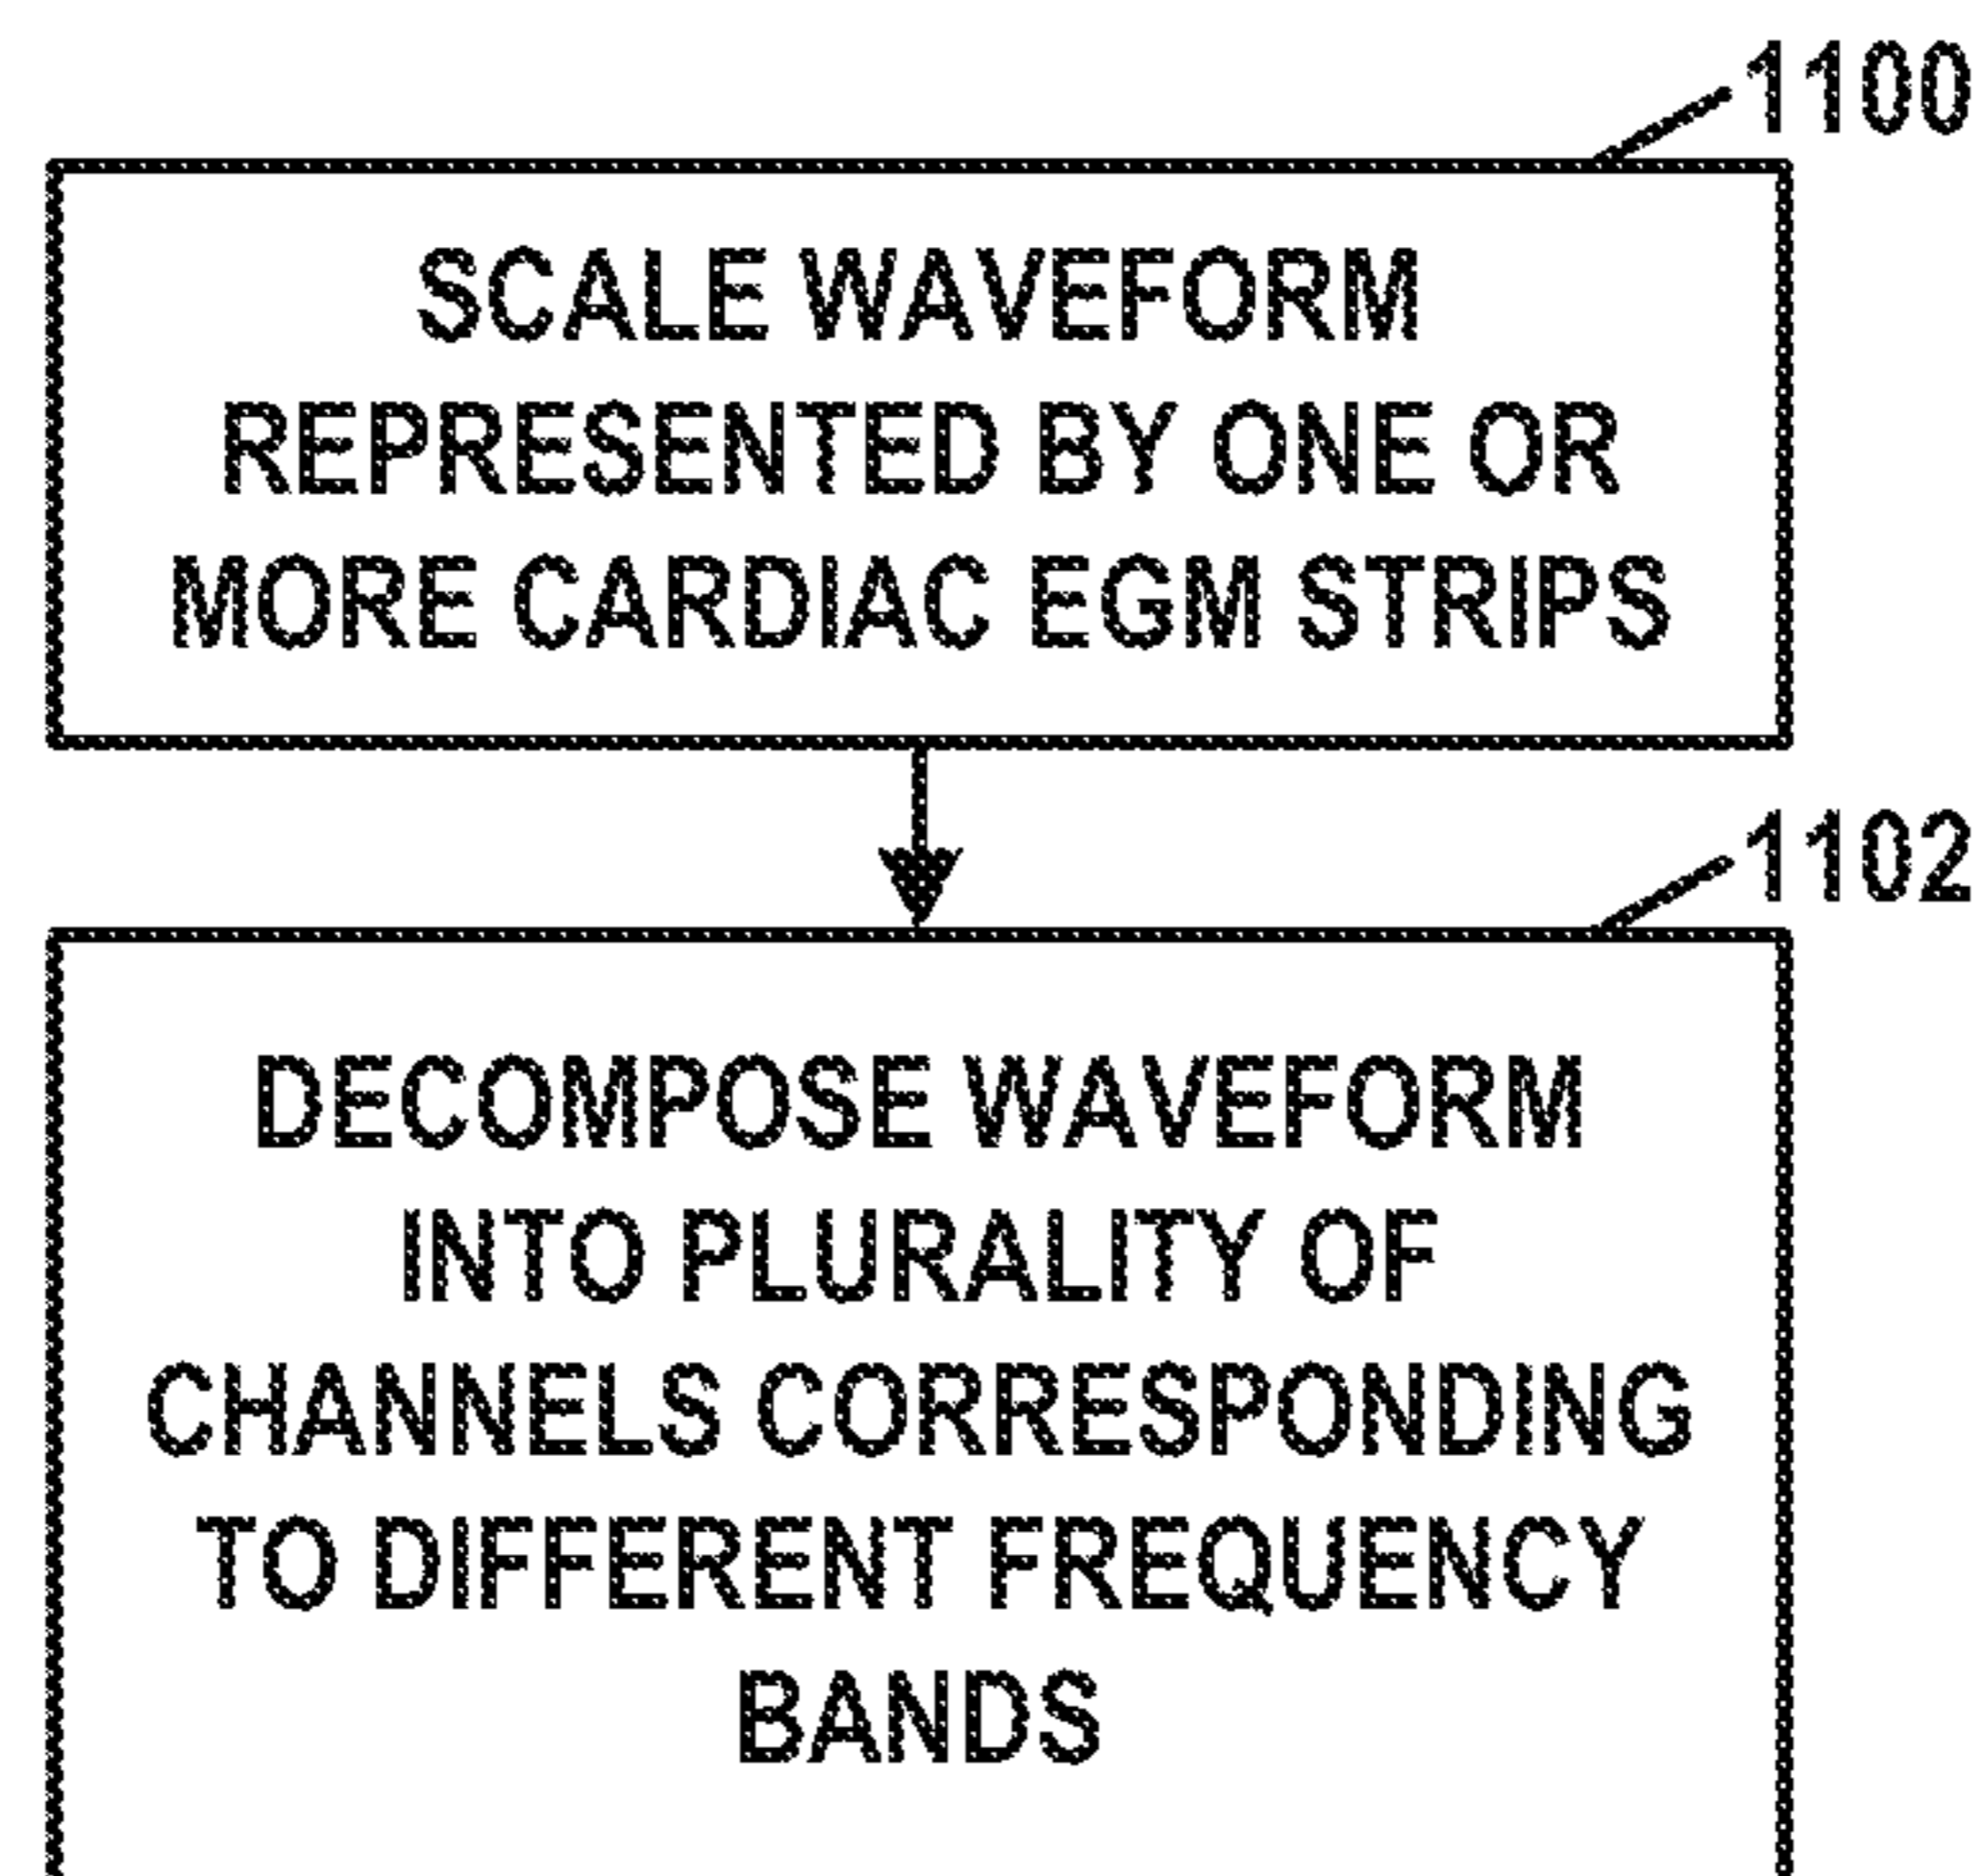 1100
SCALE WAVEFORM
REPRESENTED BY ONE OR
MORE CARDIAC EGM STRIPS
1102
DECOMPOSE WAVEFORM
INTO PLURALITY OF
CHANNELS CORRESPONDING
TO DIFFERENT FREQUENCY
BANDS